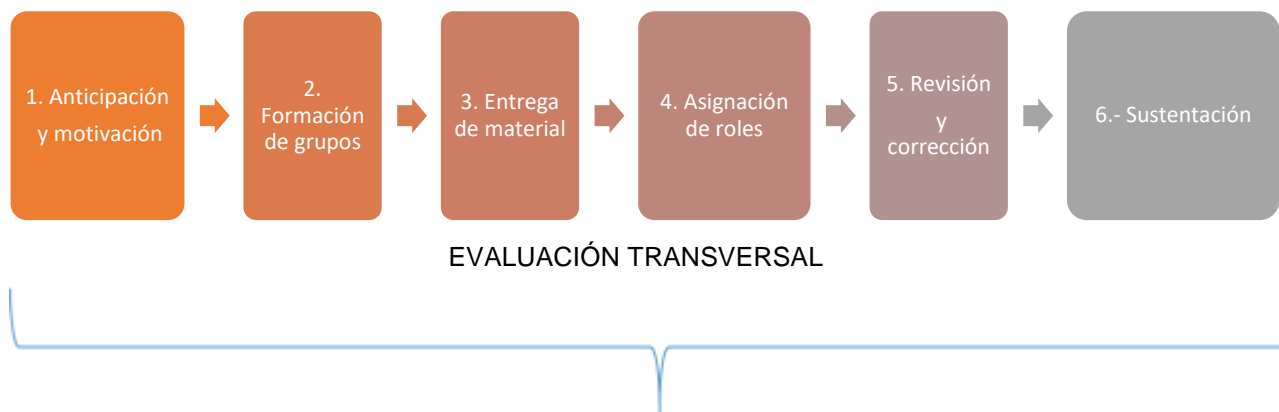 1. Anticipación
y motivación
2.
Formación
de grupos
3. Entrega
de material
4. Asignación
de roles
5. Revisión
y
corrección
6.- Sustentación
EVALUACIÓN TRANSVERSAL